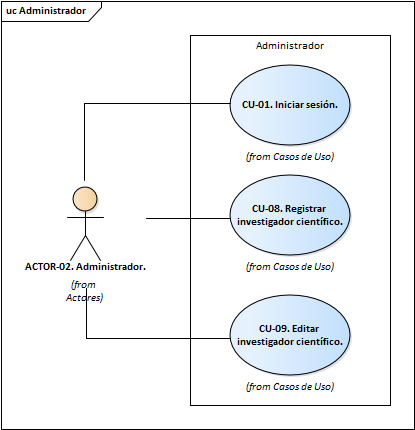 uc Administrador
Administrador
CU-01. Iniciar sesión.
(from Casos de Uso)
CU-08. Registrar
investigador científico.
(from Casos de Uso)
ACTOR-02. Administrador.
(from
Actores)
CU-09. Editar
investigador científico.
(from Casos de Uso)